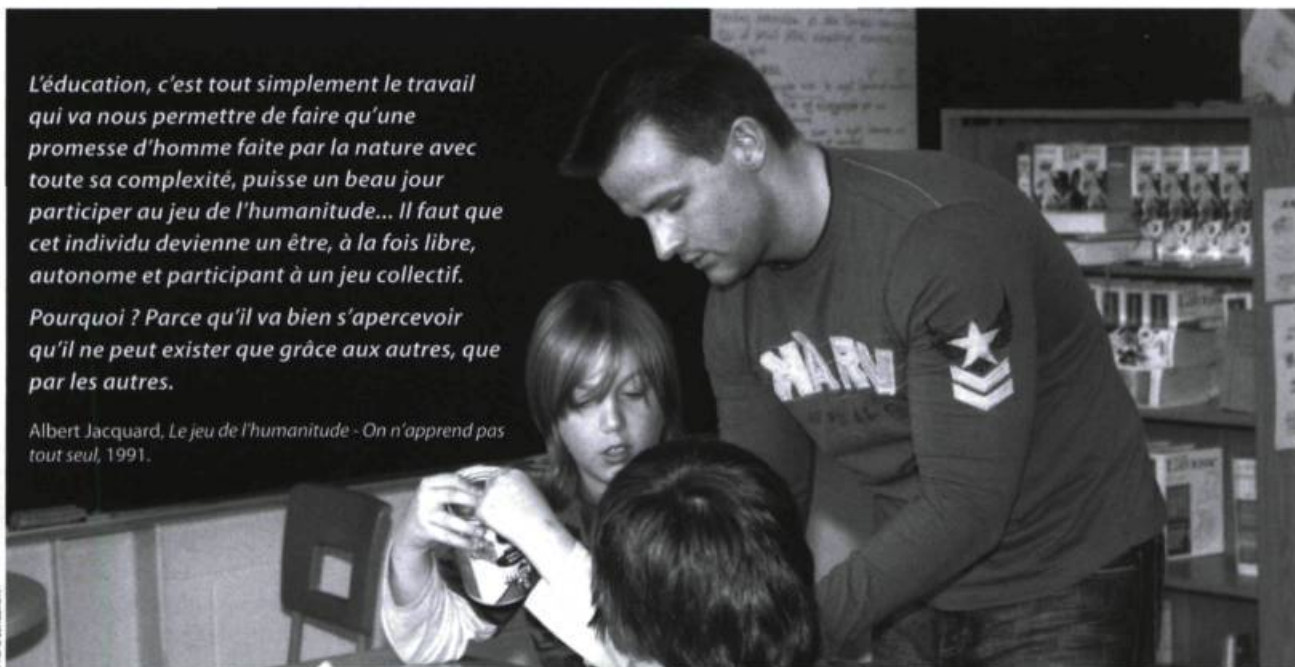 L'éducation, c'est tout simplement le travail
qui va nous permettre de faire qu'une
promesse d'homme faite par la nature avec
toute sa complexité, puisse un beau jour
participer au jeu de l'humanitude... Il faut que
cet individu devienne un être, à la fois libre,
autonome et participant à un jeu collectif.
Pourquoi ? Parce qu'il va bien s'apercevoir
qu'il ne peut exister que grâce aux autres, que
par les autres.
Albert Jacquard, Le jeu de l'humanitude - On n'apprend pas
tout seul, 1991.